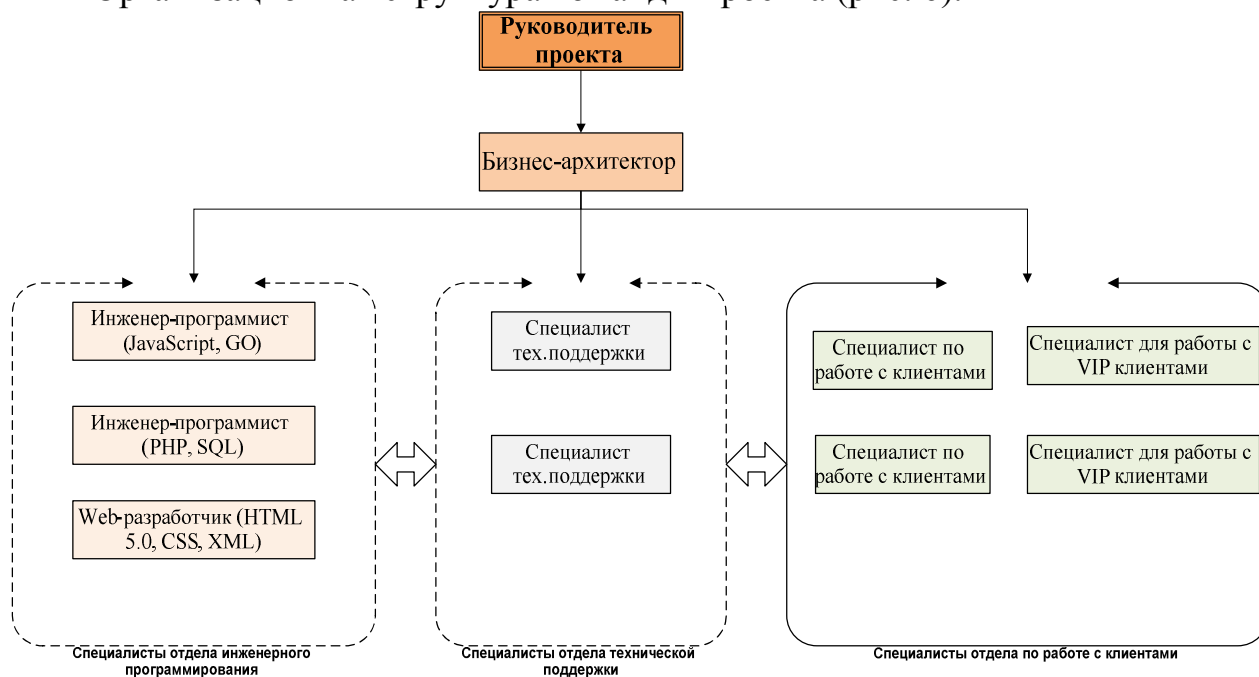 Руководитель
проекта
Бизнес-архитектор
Инженер-программист
(JavaScript, GO)
Инженер-программист
(PHP, SQL)
Web-разработчик (HTML
5.0, CSS, XML)
Специалисты отдела инженерного
программирования
Специалист
тех.поддержки
Специалист
тех.поддержки
Специалисты отдела технической
поддержки
Специалист по
работе с клиентами
Специалист для работы с
VIP клиентами
Специалист по
работе с клиентами
Специалист для работы с
VIP клиентами
Специалисты отдела по работе с клиентами